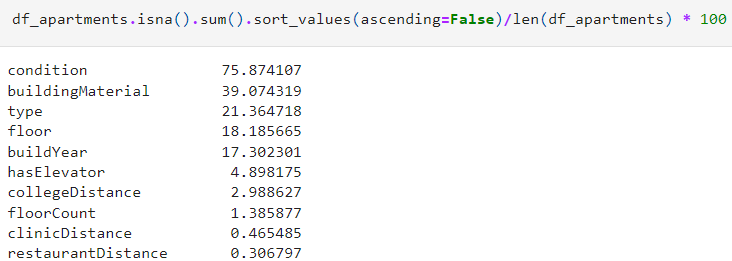 df_apartments.isna().sum().sort_values(ascending=False)/len(df_apartments) * 100
condition 75.874107
buildingMaterial 39.074319
type 21.364718
floor 18.185665
buildYear 17.302301
hasElevator 4.898175
collegeDistance 2.988627
floorCount 1.385877
clinicDistance 0.465485
restaurantDistance 0.306797